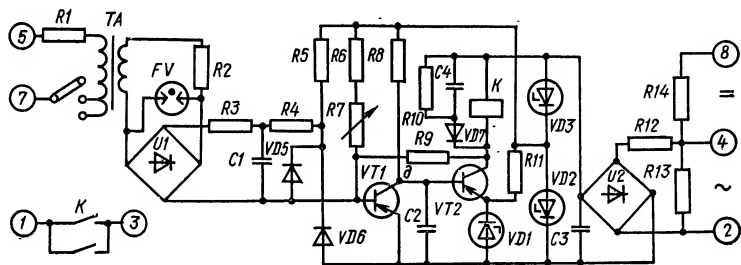 R1
TA
5
7
FV
R2
R3
R4
R5
R6
R8
R7
C4
K
R10
VD7
R9
R11
VD3
VD2
8
R14
=
R12
4
R13
~
2
U1
C1
VD5
VD6
VT1
д
VT2
C2
VD1
C3
U2
1
K
3